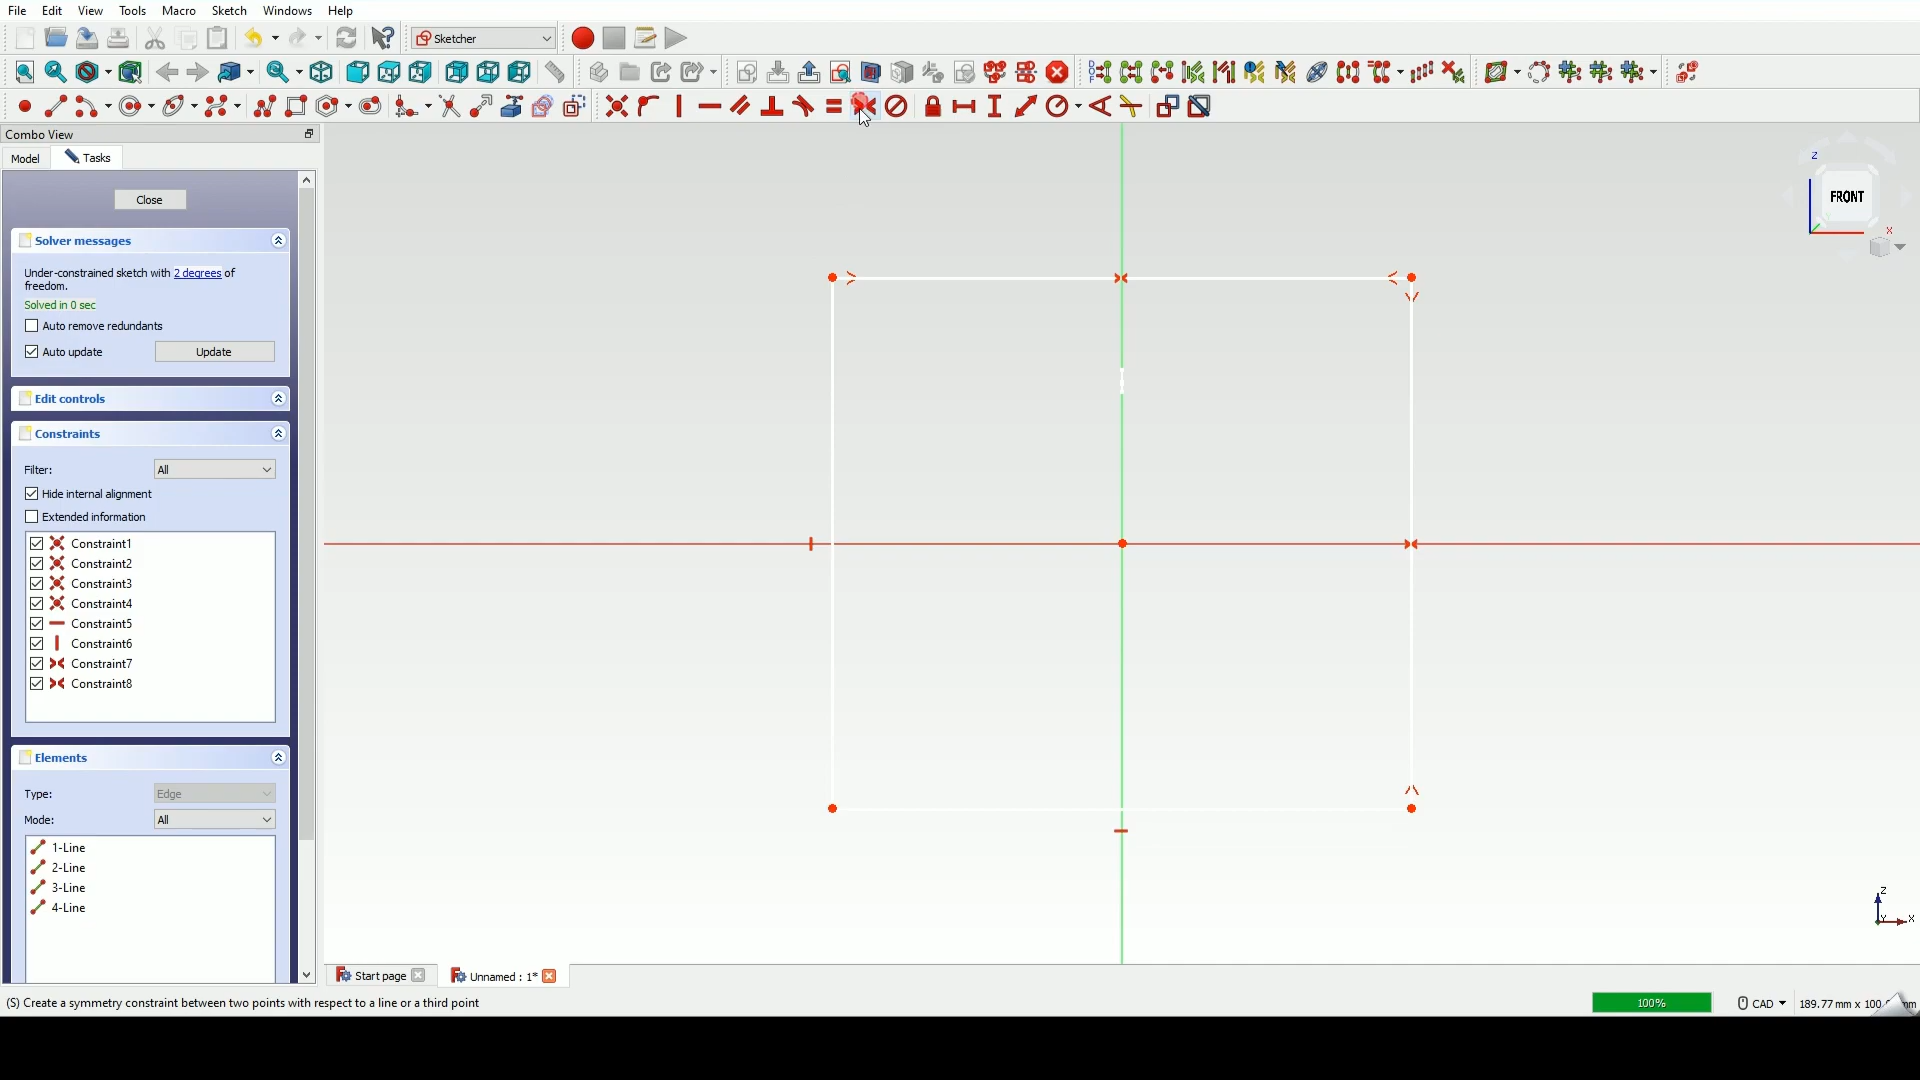 File Edit View Tools Macro Sketch Windows Help
Sketcher
Combo View
Model Tasks
Close
Solver messages
Under-constrained sketch with 2 degrees of
freedom.
Solved in 0 sec
Auto remove redundants
Auto update Update
Edit controls
Constraints
Filter: All
Hide internal alignment
Extended information
Constraint1
Constraint2
Constraint3
Constraint4
Constraint5
Constraint6
Constraint7
Constraint8
Elements
Type: Edge
Mode: All
1-Line
2-Line
3-Line
4-Line
Z
FRONT
X
Z
Y
X
Start page Unnamed : 1*
(S) Create a symmetry constraint between two points with respect to a line or a third point
100% CAD 189.77 mm x